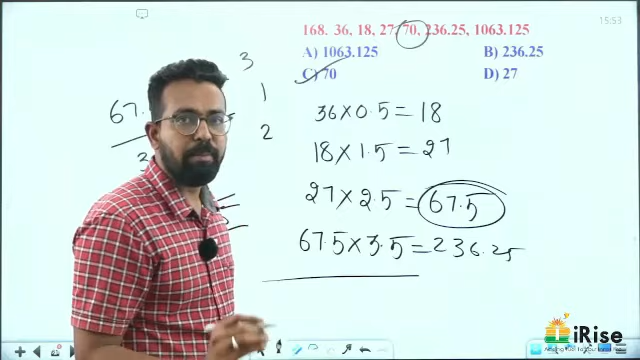 15:53
168. 36, 18, 27, 70, 236.25, 1063.125
A) 1063.125 B) 236.25
C) 70 D) 27
3
1
2
67.
36×0.5=18
18×1.5=27
27×2.5=67.5
67.5×3.5=236.25
iRise